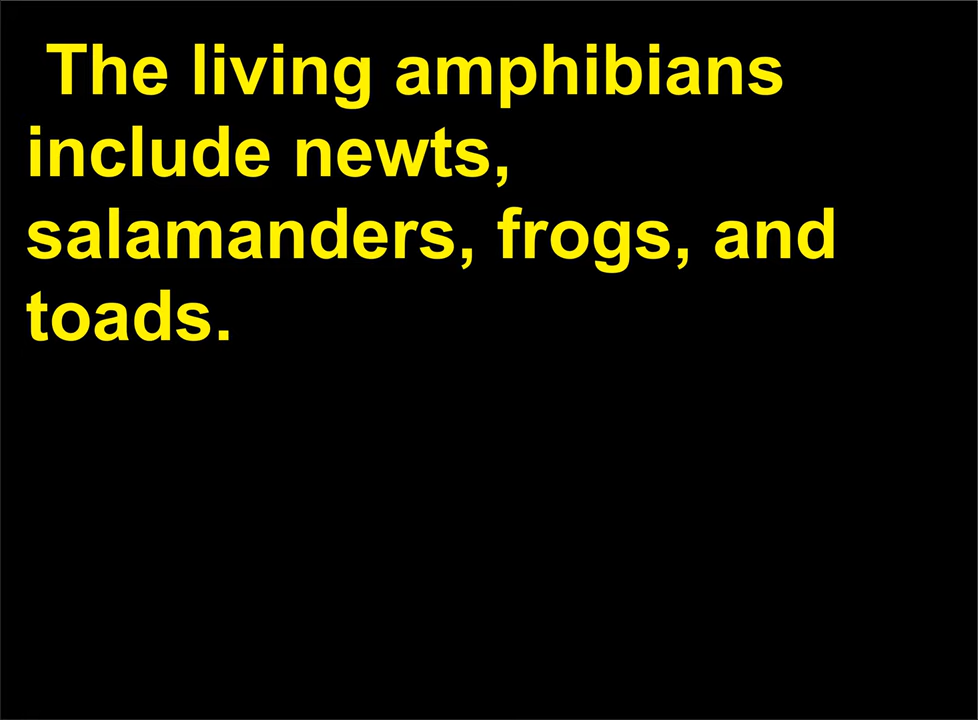 The living amphibians
include newts,
salamanders, frogs, and
toads.